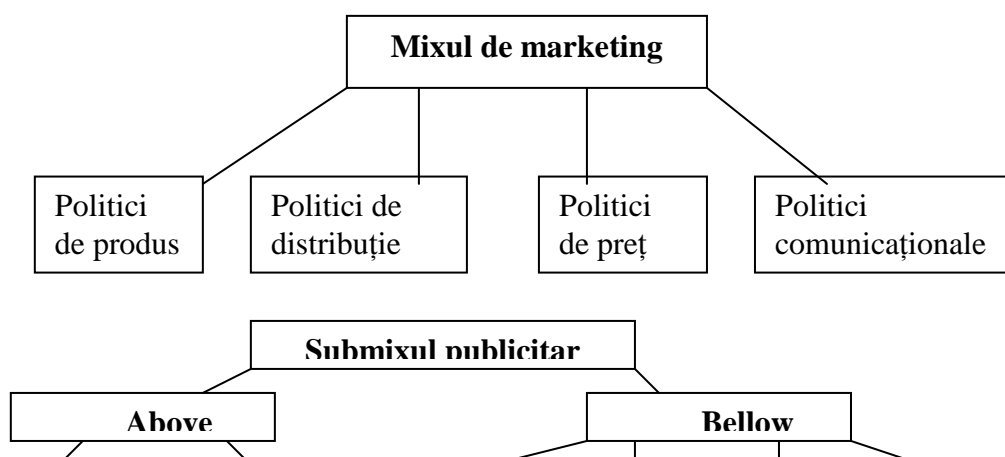 Mixul de marketing
Politici
de produs
Politici de
distribuție
Politici
de preț
Politici
comunicaționale
Submixul publicitar
Above
Bellow